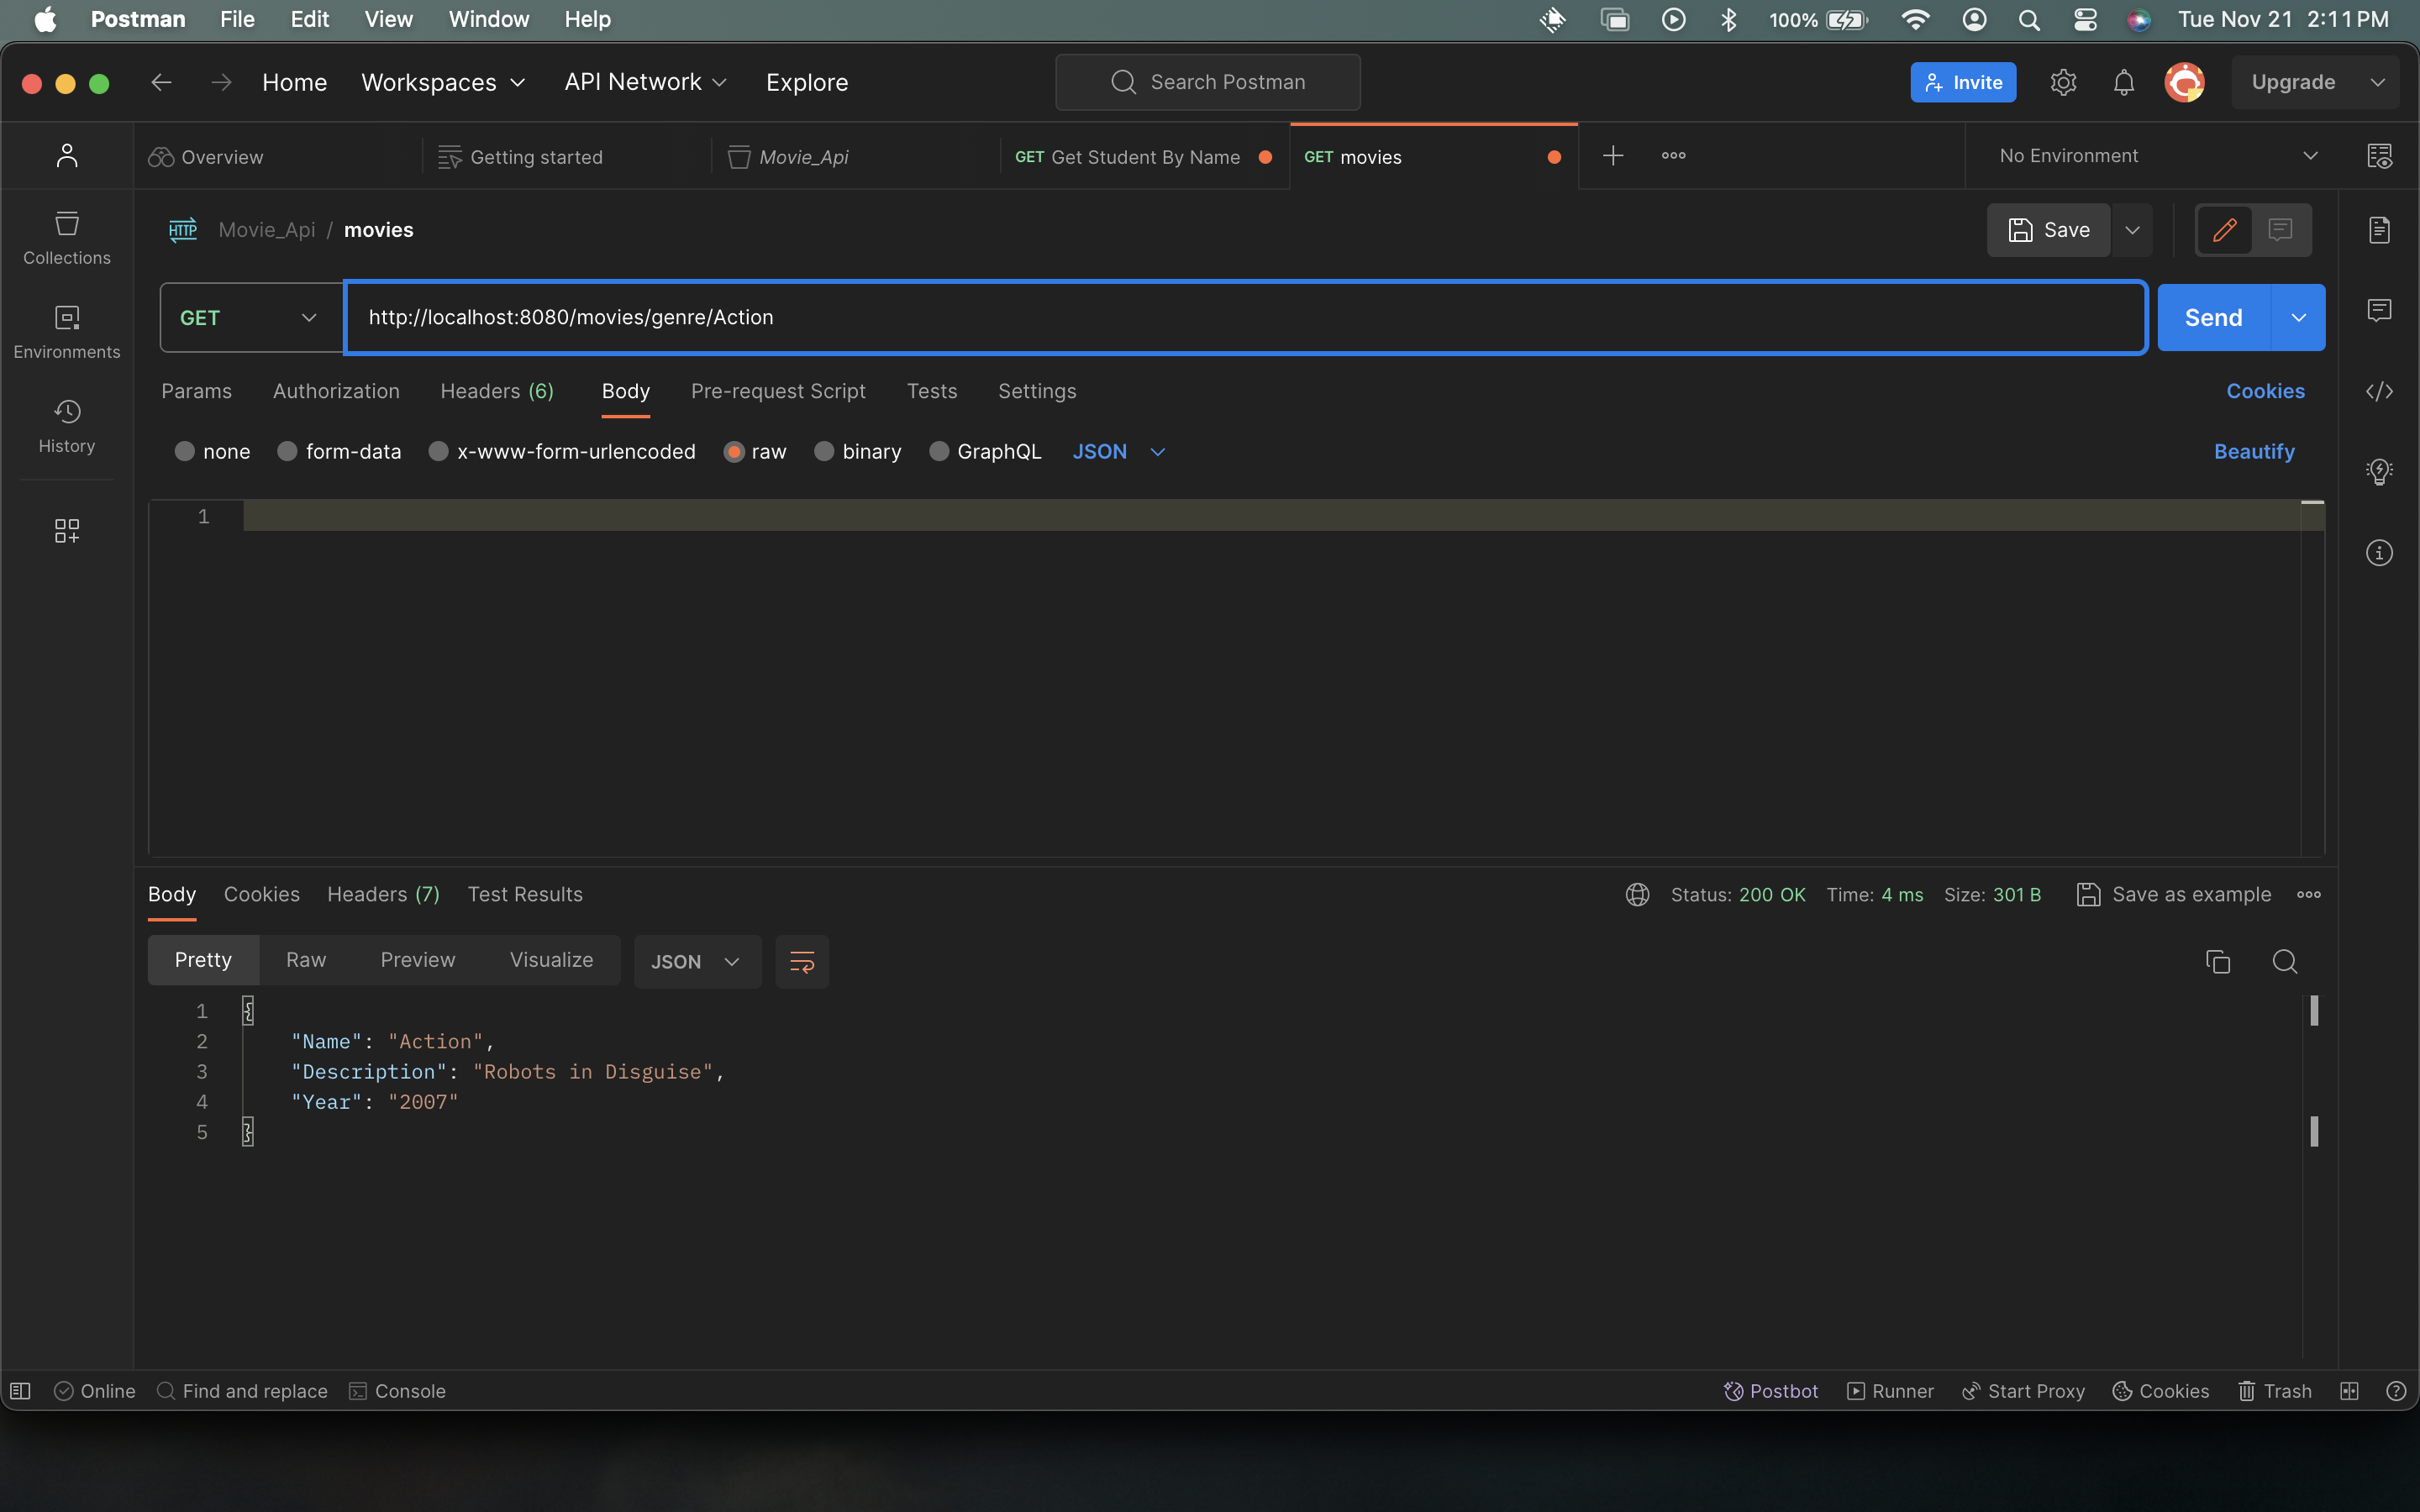 Postman File Edit View Window Help 100% Tue Nov 21 2:11 PM
Home Workspaces API Network Explore Search Postman Invite Upgrade
Overview Getting started Movie_Api GET Get Student By Name GET movies No Environment
HTTP Movie_Api / movies Save
Collections
GET http://localhost:8080/movies/genre/Action Send
Environments
Params Authorization Headers (6) Body Pre-request Script Tests Settings Cookies
History
none form-data x-www-form-urlencoded raw binary GraphQL JSON Beautify
1
Body Cookies Headers (7) Test Results Status: 200 OK Time: 4 ms Size: 301 B Save as example
Pretty Raw Preview Visualize JSON
1 {
2 "Name": "Action",
3 "Description": "Robots in Disguise",
4 "Year": "2007"
5 }
Online Find and replace Console Postbot Runner Start Proxy Cookies Trash